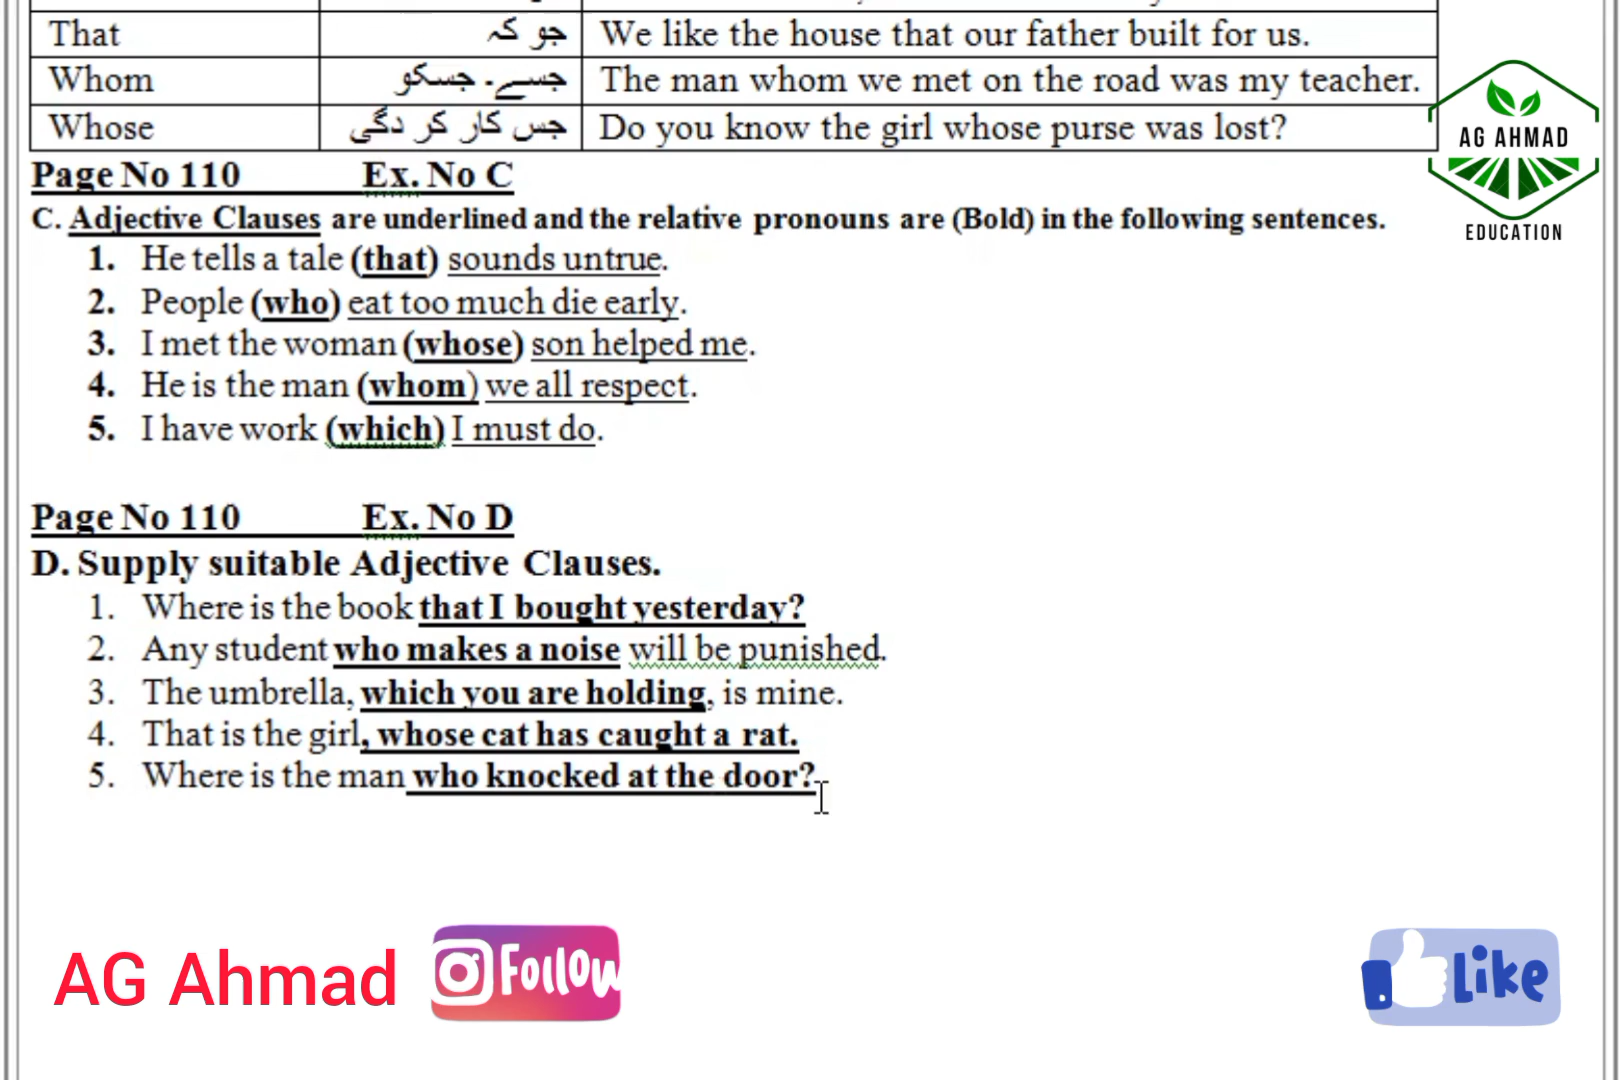 That جو کہ We like the house that our father built for us.
Whom جسے۔ جسکو The man whom we met on the road was my teacher.
Whose جس کار کر دگی Do you know the girl whose purse was lost?
AG AHMAD
EDUCATION
Page No 110 Ex. No C
C. Adjective Clauses are underlined and the relative pronouns are (Bold) in the following sentences.
1. He tells a tale (that) sounds untrue.
2. People (who) eat too much die early.
3. I met the woman (whose) son helped me.
4. He is the man (whom) we all respect.
5. I have work (which) I must do.
Page No 110 Ex. No D
D. Supply suitable Adjective Clauses.
1. Where is the book that I bought yesterday?
2. Any student who makes a noise will be punished.
3. The umbrella, which you are holding, is mine.
4. That is the girl, whose cat has caught a rat.
5. Where is the man who knocked at the door?
AG Ahmad Follow Like